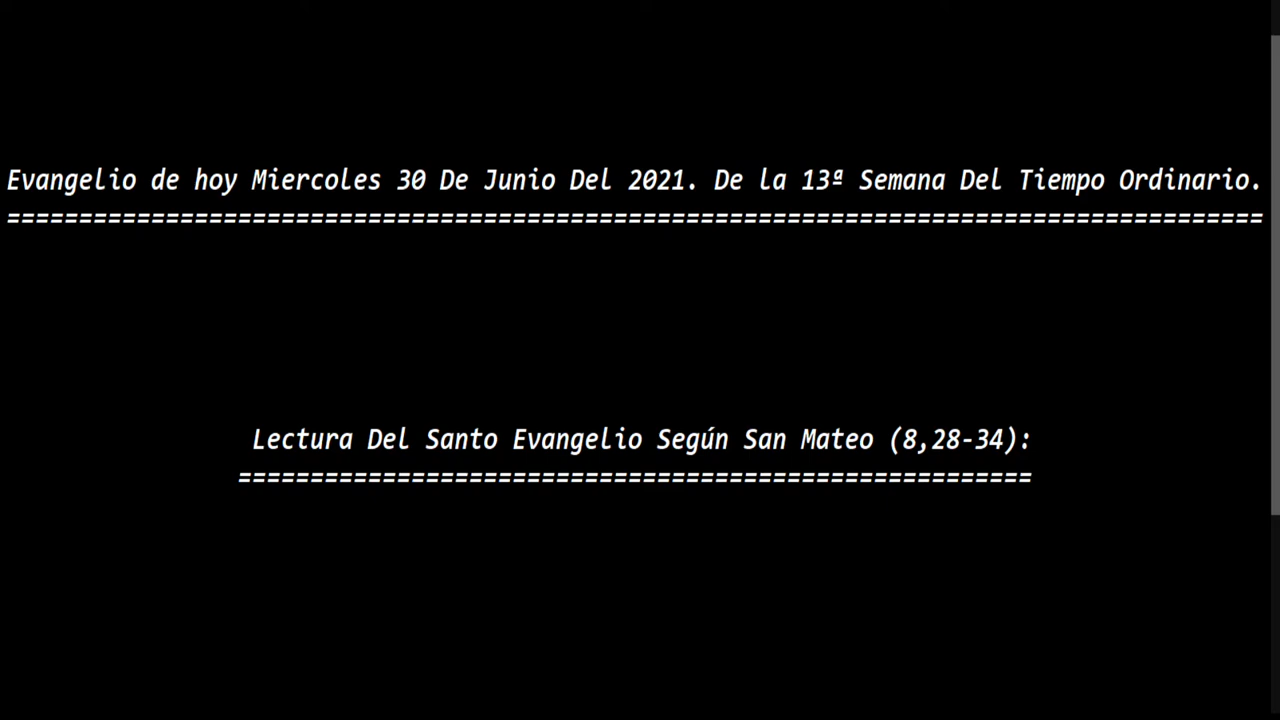 Evangelio de hoy Miercoles 30 De Junio Del 2021. De la 13ª Semana Del Tiempo Ordinario.
=======================================================================================
Lectura Del Santo Evangelio Según San Mateo (8,28-34):
=======================================================